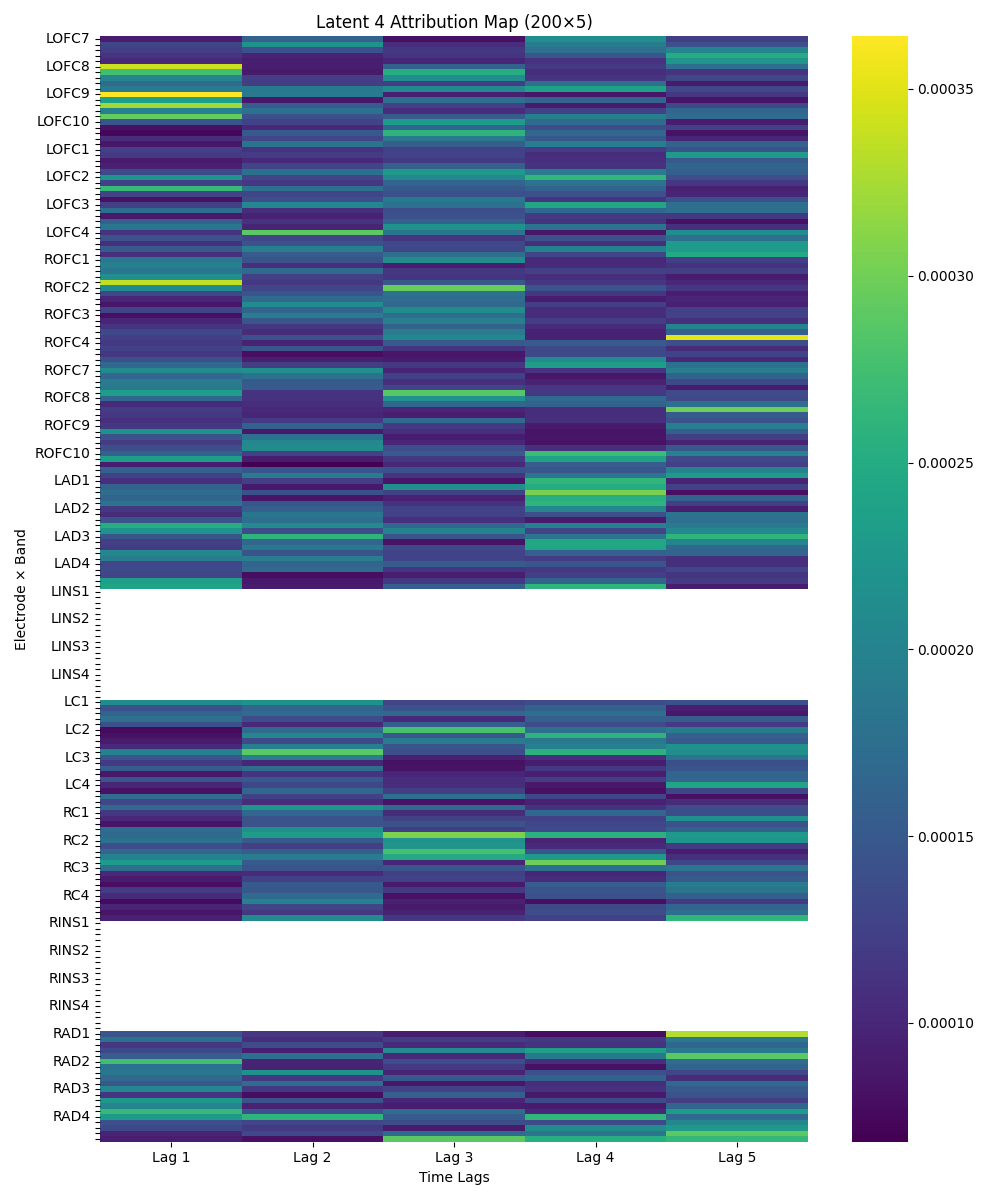 Latent 4 Attribution Map (200×5)
LOFC7
LOFC8
LOFC9
LOFC10
LOFC1
LOFC2
LOFC3
LOFC4
ROFC1
ROFC2
ROFC3
ROFC4
ROFC7
ROFC8
ROFC9
ROFC10
LAD1
LAD2
LAD3
LAD4
LINS1
LINS2
LINS3
LINS4
LC1
LC2
LC3
LC4
RC1
RC2
RC3
RC4
RINS1
RINS2
RINS3
RINS4
RAD1
RAD2
RAD3
RAD4
Electrode × Band
Lag 1
Lag 2
Lag 3
Lag 4
Lag 5
Time Lags
0.00035
0.00030
0.00025
0.00020
0.00015
0.00010